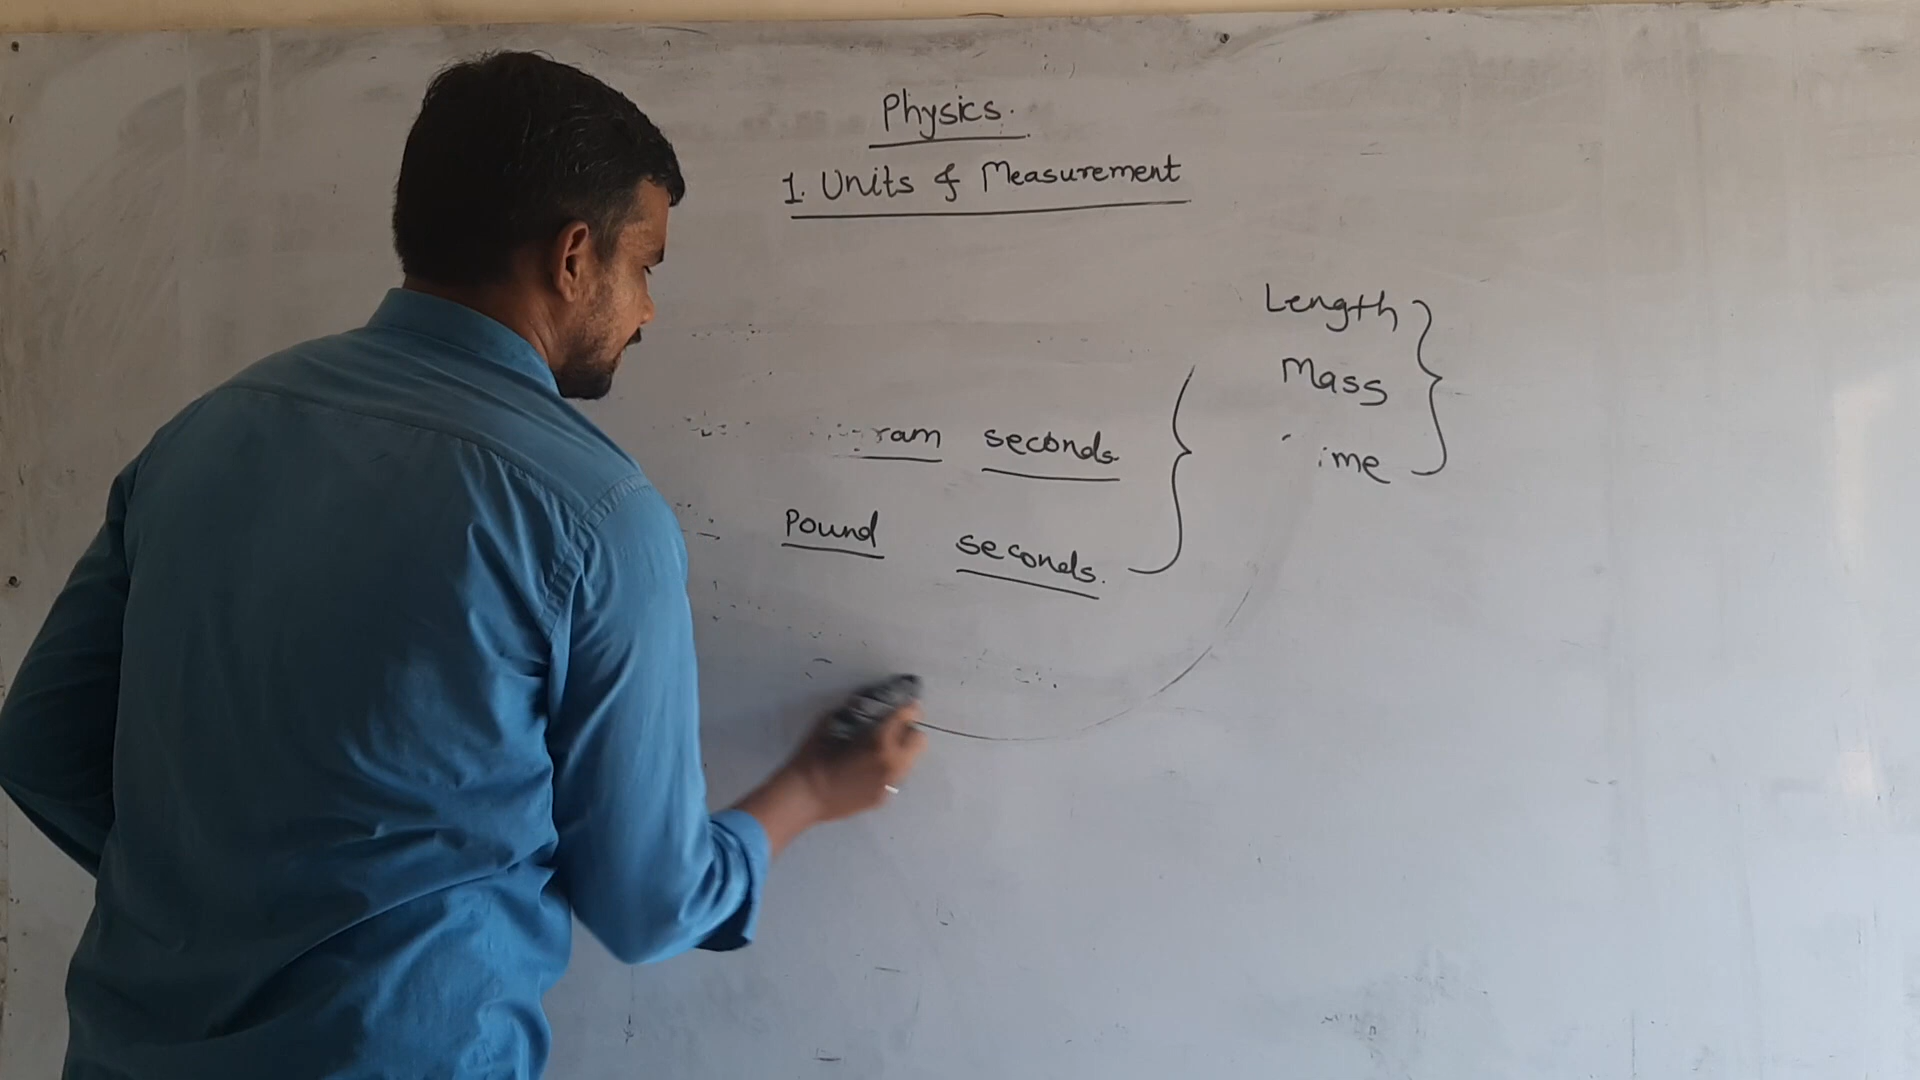 Physics.
1. Units & Measurement
Length
Mass
ime
ram seconds.
Pound seconds.